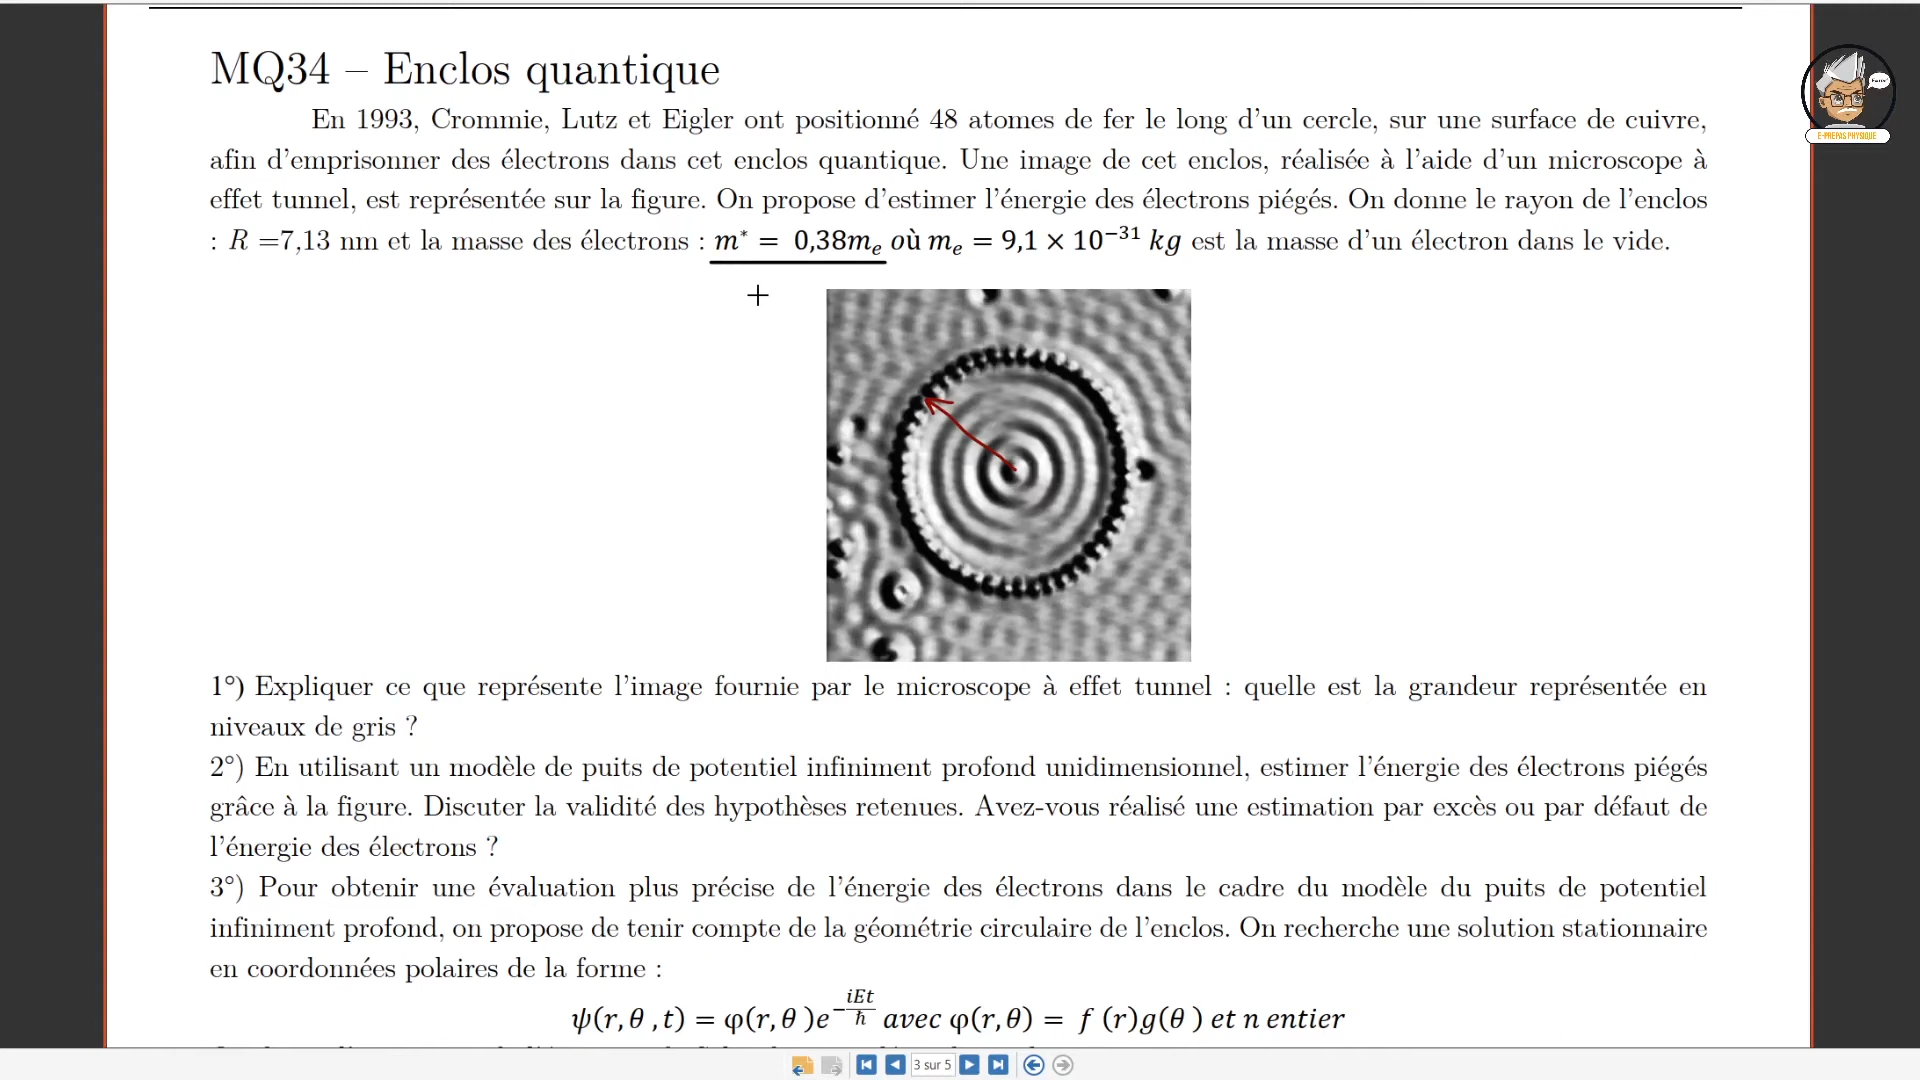 MQ34 – Enclos quantique
En 1993, Crommie, Lutz et Eigler ont positionné 48 atomes de fer le long d'un cercle, sur une surface de cuivre,
afin d'emprisonner des électrons dans cet enclos quantique. Une image de cet enclos, réalisée à l'aide d'un microscope à
effet tunnel, est représentée sur la figure. On propose d'estimer l'énergie des électrons piégés. On donne le rayon de l'enclos
: R =7,13 nm et la masse des électrons : m* = 0,38mₑ où mₑ = 9,1 × 10⁻³¹ kg est la masse d'un électron dans le vide.
1°) Expliquer ce que représente l'image fournie par le microscope à effet tunnel : quelle est la grandeur représentée en
niveaux de gris ?
2°) En utilisant un modèle de puits de potentiel infiniment profond unidimensionnel, estimer l'énergie des électrons piégés
grâce à la figure. Discuter la validité des hypothèses retenues. Avez-vous réalisé une estimation par excès ou par défaut de
l'énergie des électrons ?
3°) Pour obtenir une évaluation plus précise de l'énergie des électrons dans le cadre du modèle du puits de potentiel
infiniment profond, on propose de tenir compte de la géométrie circulaire de l'enclos. On recherche une solution stationnaire
en coordonnées polaires de la forme :
ψ(r, θ , t) = φ(r, θ )e^(−iEt/ħ) avec φ(r, θ) = f (r)g(θ ) et n entier
E-PREPAS PHYSIQUE
3 sur 5